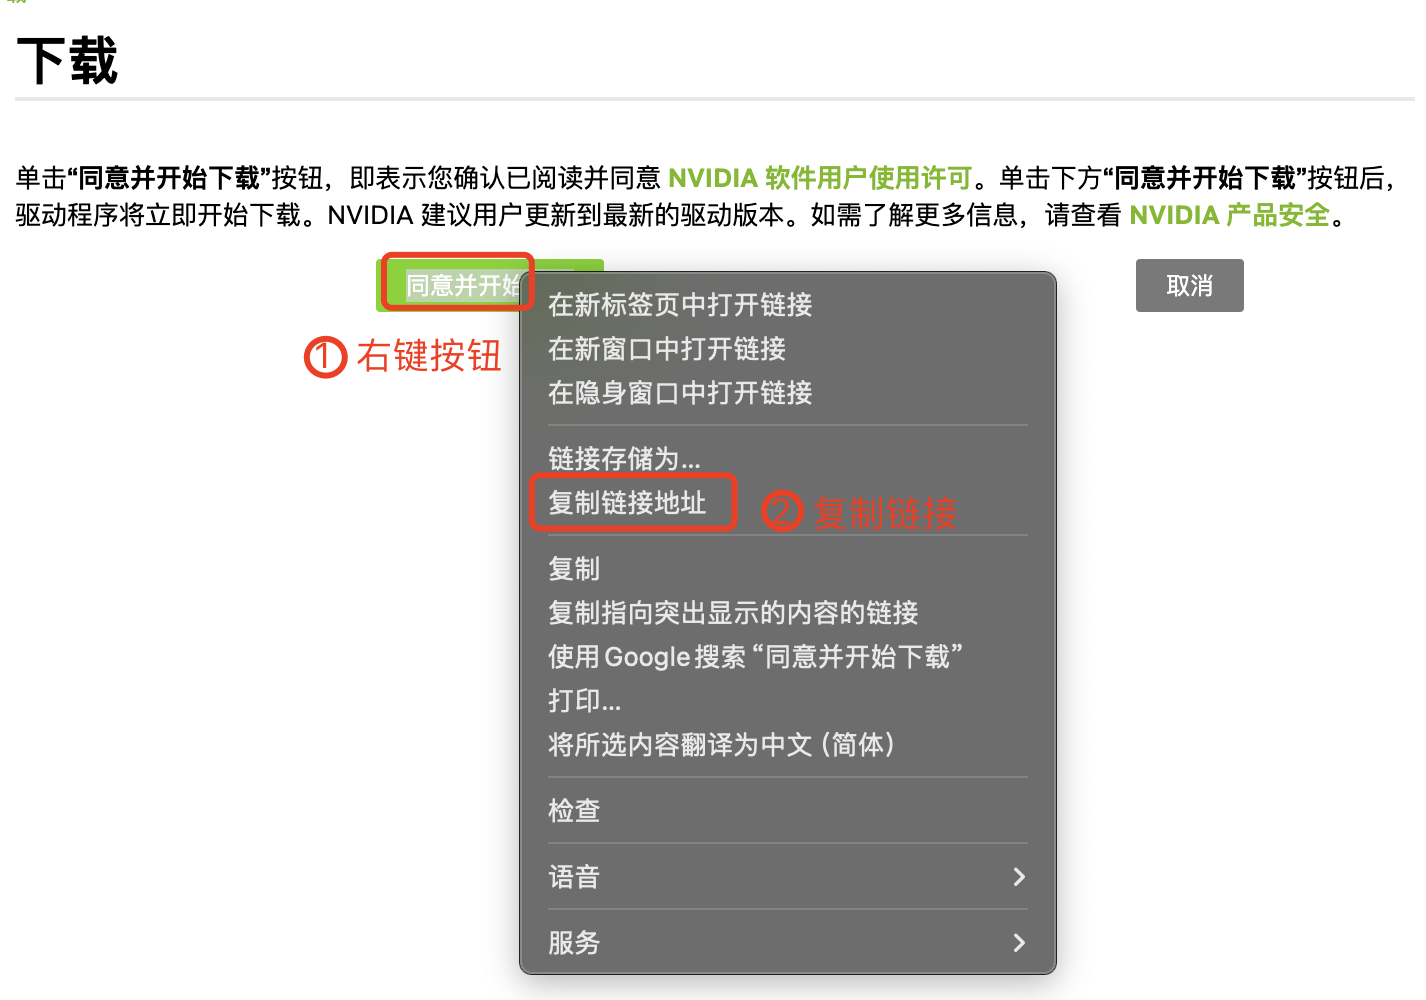 下载
单击“同意并开始下载”按钮，即表示您确认已阅读并同意 NVIDIA 软件用户使用许可。单击下方“同意并开始下载”按钮后，
驱动程序将立即开始下载。NVIDIA 建议用户更新到最新的驱动版本。如需了解更多信息，请查看 NVIDIA 产品安全。
同意并开始
取消
① 右键按钮
在新标签页中打开链接
在新窗口中打开链接
在隐身窗口中打开链接
链接存储为...
复制链接地址
② 复制链接
复制
复制指向突出显示的内容的链接
使用Google搜索“同意并开始下载”
打印...
将所选内容翻译为中文（简体）
检查
语音
服务